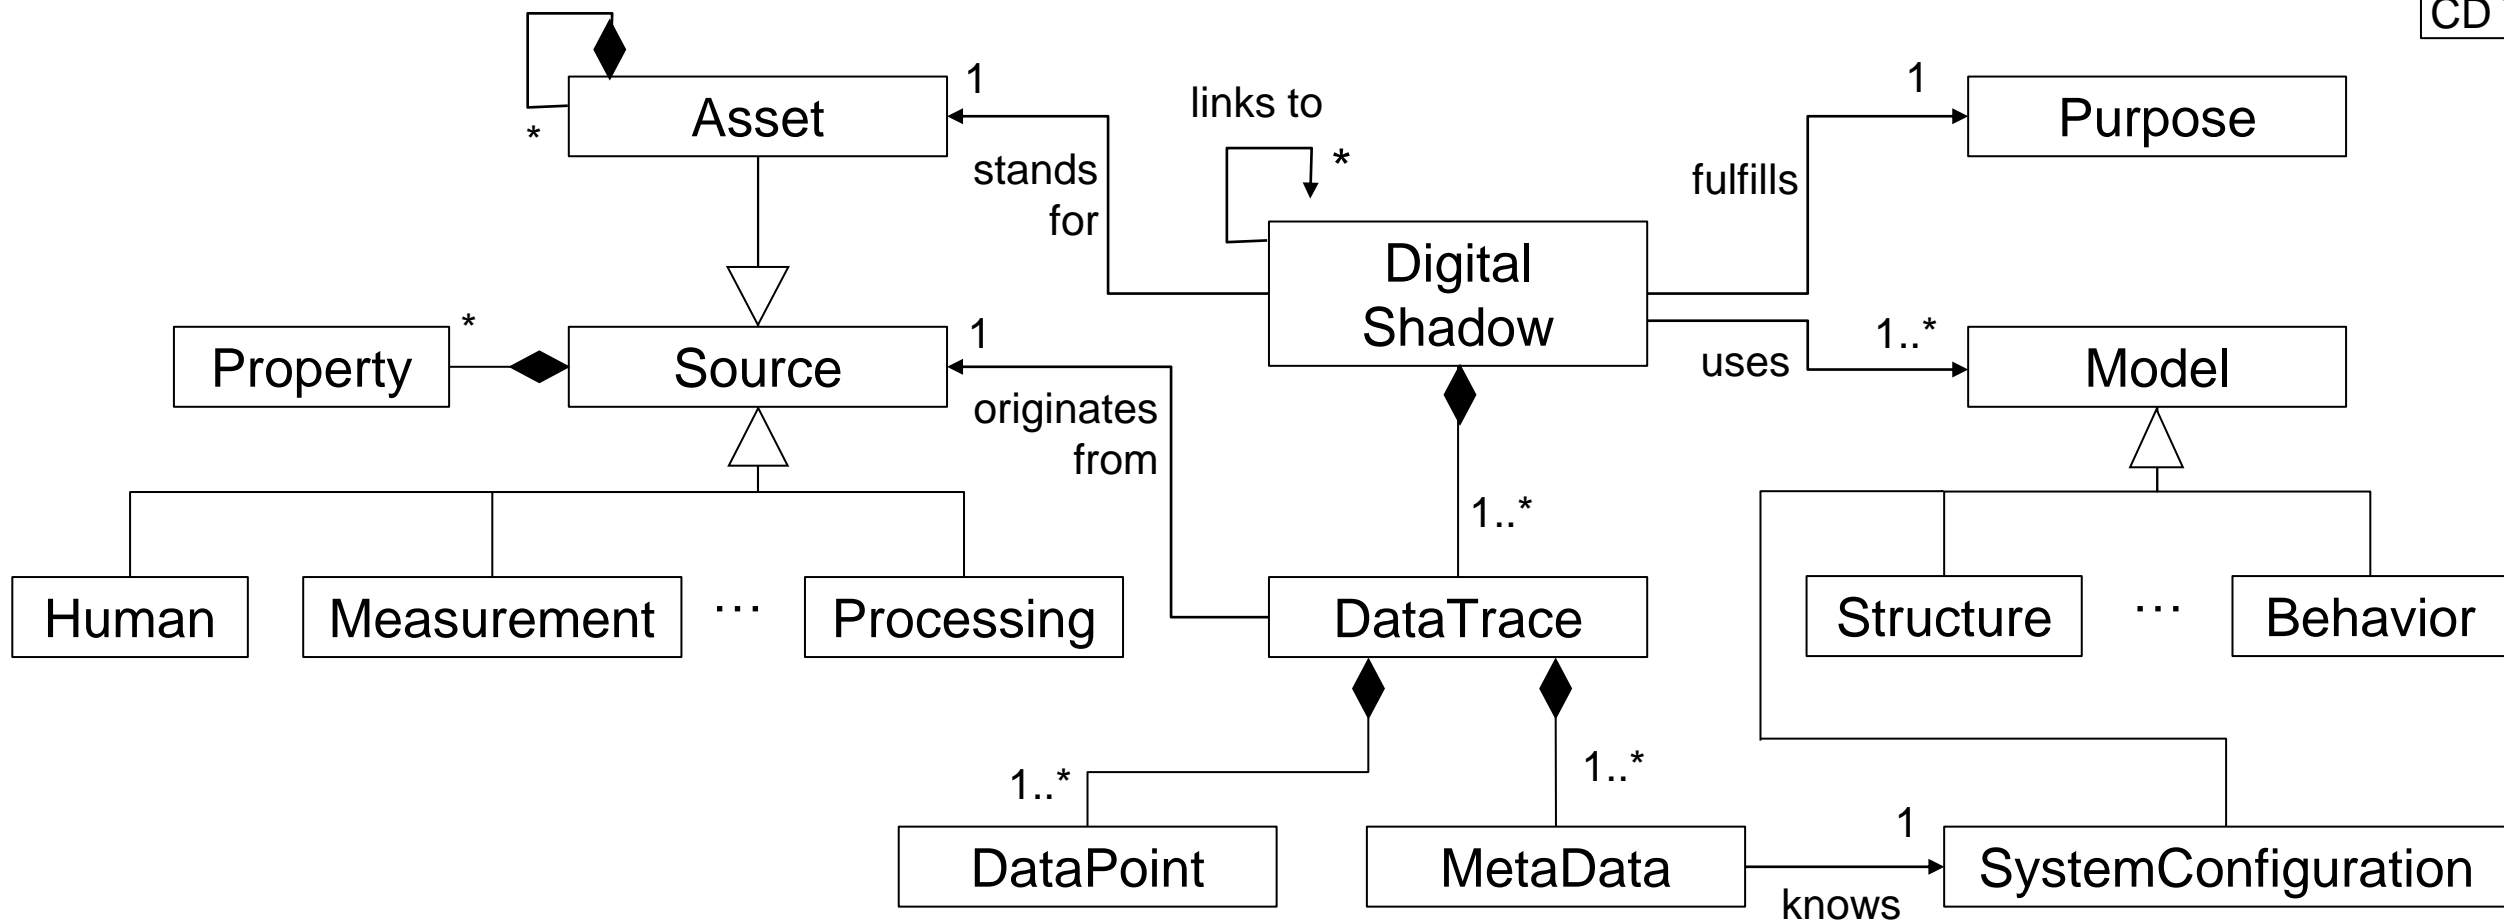 CD
1
1
Asset
links to
Purpose
*
*
stands
for
fulfills
Digital
Shadow
*
1
1..*
Property
Source
uses
Model
originates
from
1..*
Human
Measurement
...
Processing
DataTrace
Structure
...
Behavior
1..*
1..*
1
DataPoint
MetaData
SystemConfiguration
knows